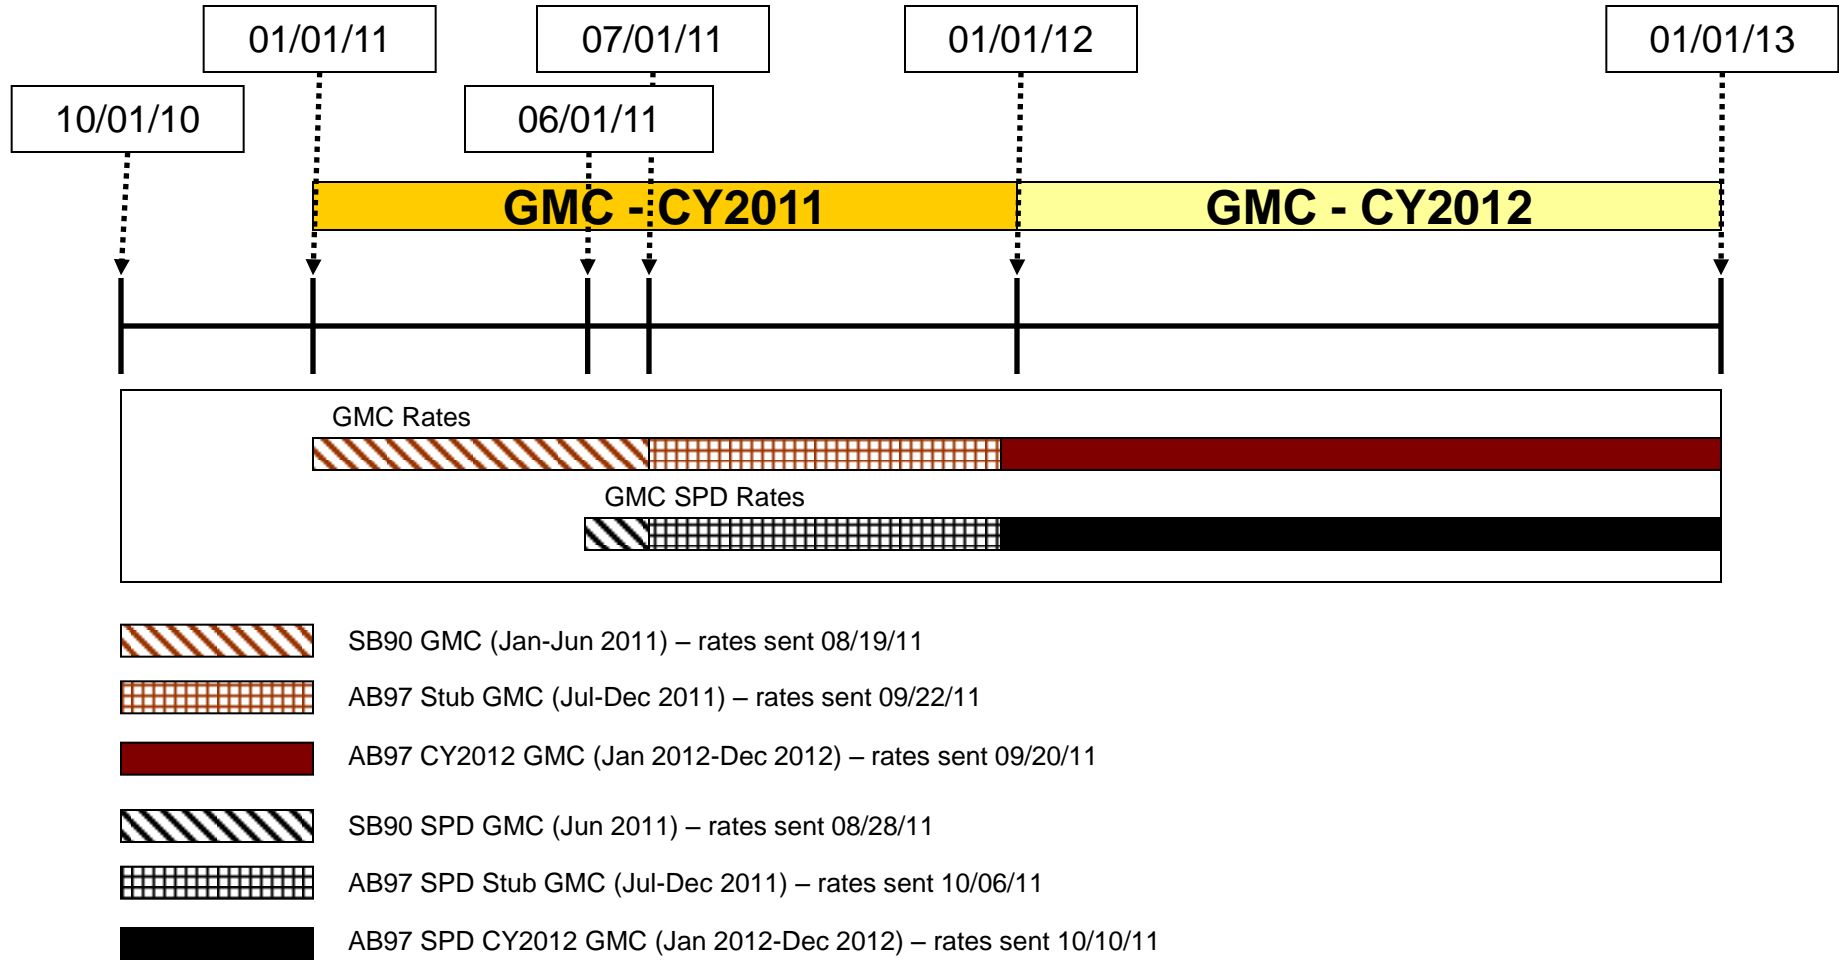 01/01/11
07/01/11
01/01/12
01/01/13
10/01/10
06/01/11
GMC - CY2011
GMC - CY2012
GMC Rates
GMC SPD Rates
SB90 GMC (Jan-Jun 2011) – rates sent 08/19/11
AB97 Stub GMC (Jul-Dec 2011) – rates sent 09/22/11
AB97 CY2012 GMC (Jan 2012-Dec 2012) – rates sent 09/20/11
SB90 SPD GMC (Jun 2011) – rates sent 08/28/11
AB97 SPD Stub GMC (Jul-Dec 2011) – rates sent 10/06/11
AB97 SPD CY2012 GMC (Jan 2012-Dec 2012) – rates sent 10/10/11